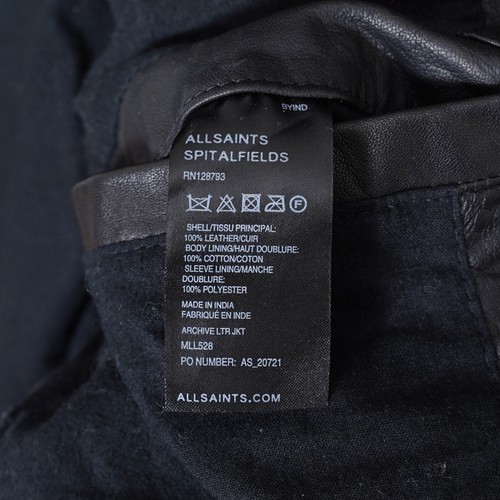 BYIND
ALLSAINTS
SPITALFIELDS
RN128793
SHELL/TISSU PRINCIPAL:
100% LEATHER/CUIR
BODY LINING/HAUT DOUBLURE:
100% COTTON/COTON
SLEEVE LINING/MANCHE
DOUBLURE:
100% POLYESTER
MADE IN INDIA
FABRIQUÉ EN INDE
ARCHIVE LTR JKT
MLL528
PO NUMBER: AS_20721
ALLSAINTS.COM